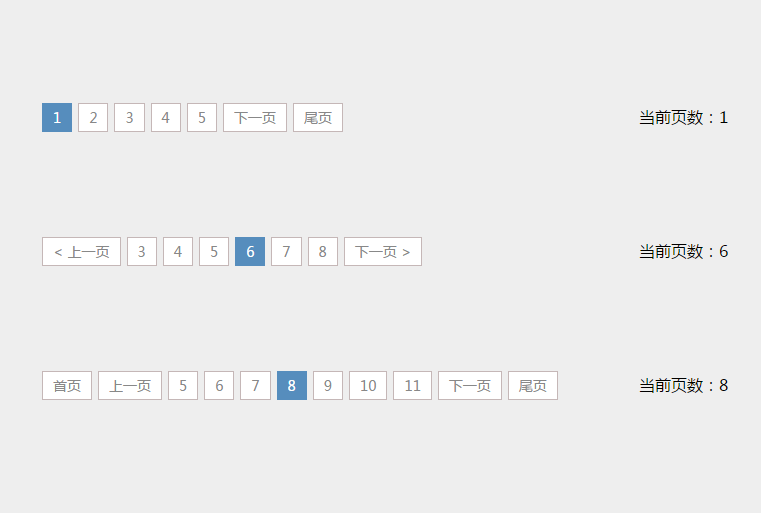 1 2 3 4 5 下一页 尾页 当前页数：1
< 上一页 3 4 5 6 7 8 下一页 > 当前页数：6
首页 上一页 5 6 7 8 9 10 11 下一页 尾页 当前页数：8